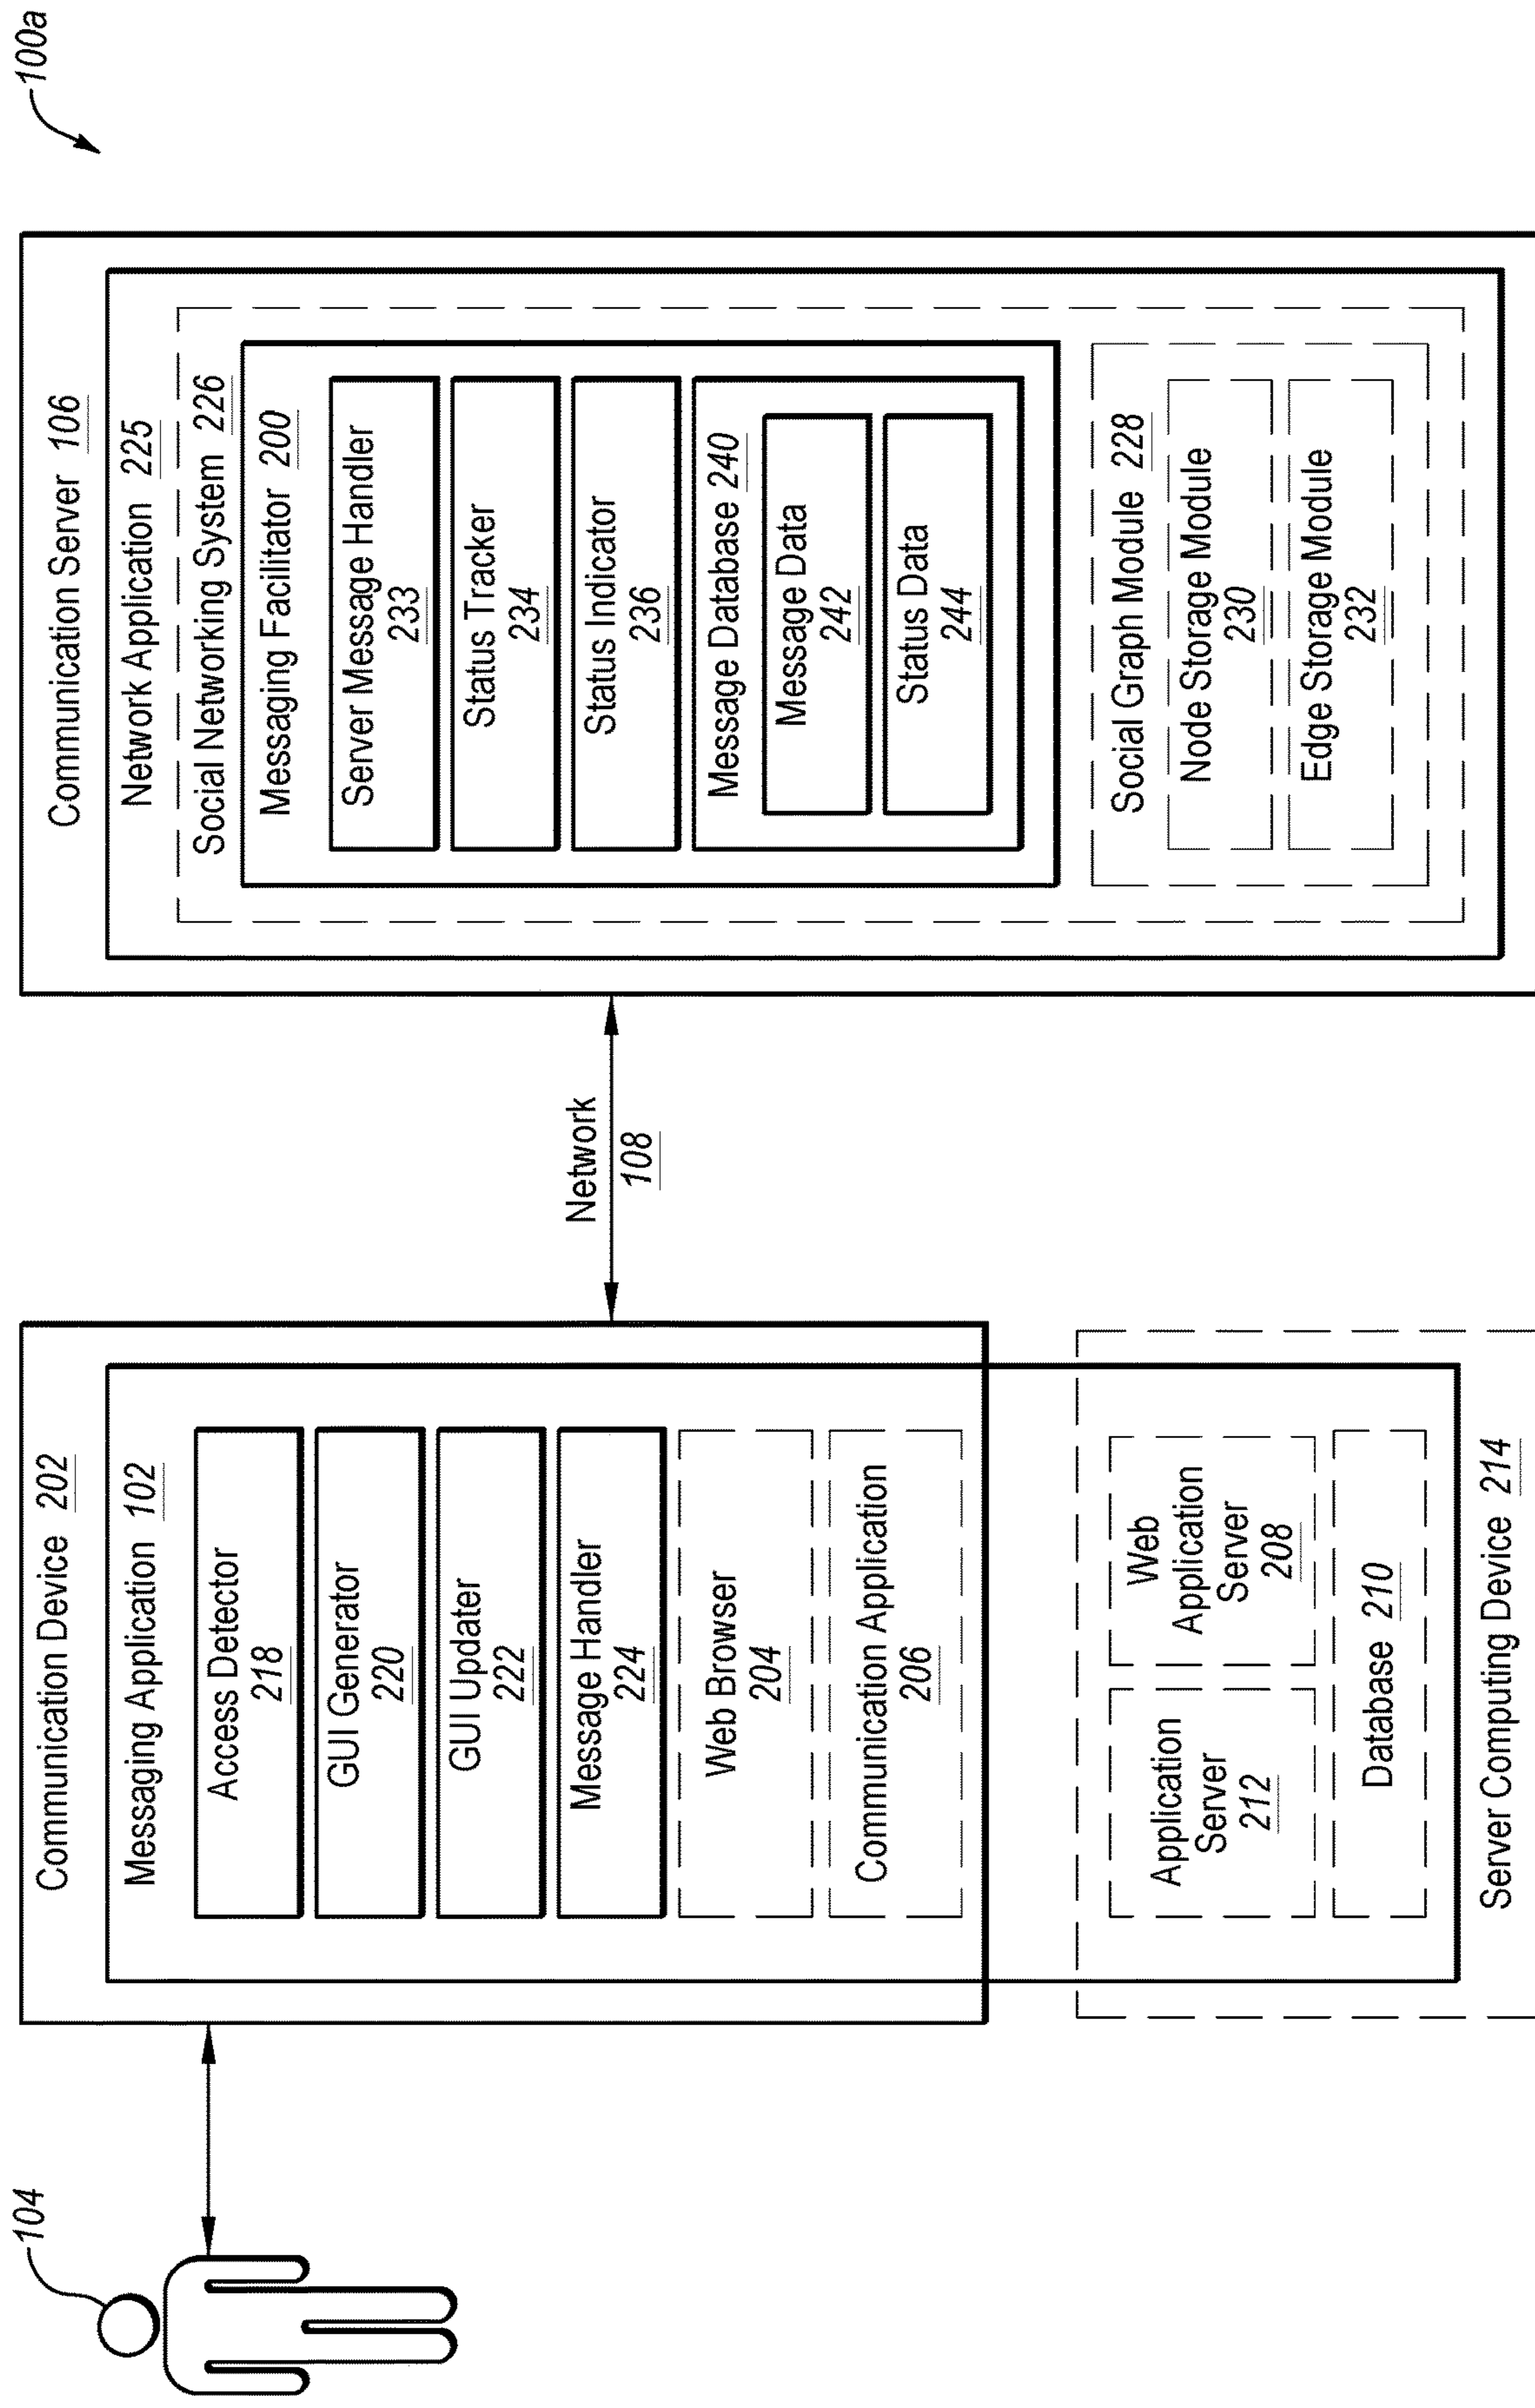 100a
104
Communication Device 202
Messaging Application 102
Access Detector
218
GUI Generator
220
GUI Updater
222
Message Handler
224
Web Browser
204
Communication Application
206
Application
Server
212
Web
Application
Server
208
Database 210
Server Computing Device 214
Network
108
Communication Server 106
Network Application 225
Social Networking System 226
Messaging Facilitator 200
Server Message Handler
233
Status Tracker
234
Status Indicator
236
Message Database 240
Message Data
242
Status Data
244
Social Graph Module 228
Node Storage Module
230
Edge Storage Module
232